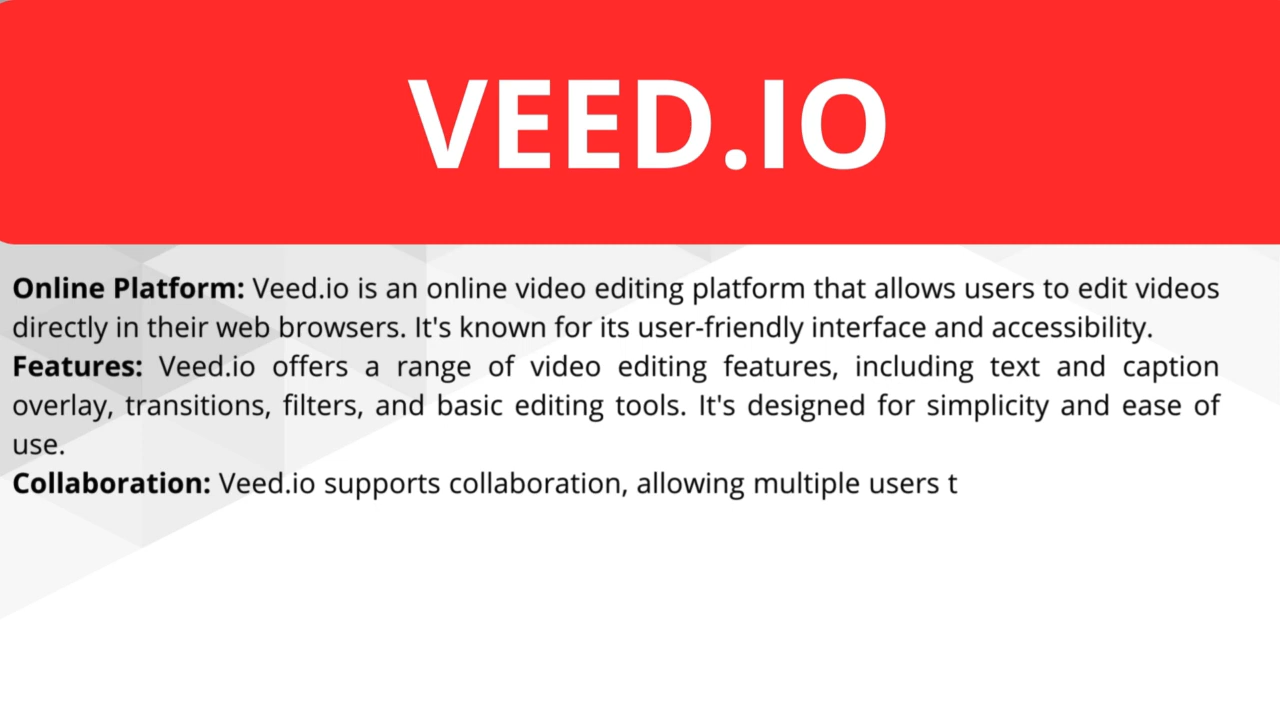 VEED.IO
Online Platform: Veed.io is an online video editing platform that allows users to edit videos
directly in their web browsers. It's known for its user-friendly interface and accessibility.
Features: Veed.io offers a range of video editing features, including text and caption
overlay, transitions, filters, and basic editing tools. It's designed for simplicity and ease of
use.
Collaboration: Veed.io supports collaboration, allowing multiple users t